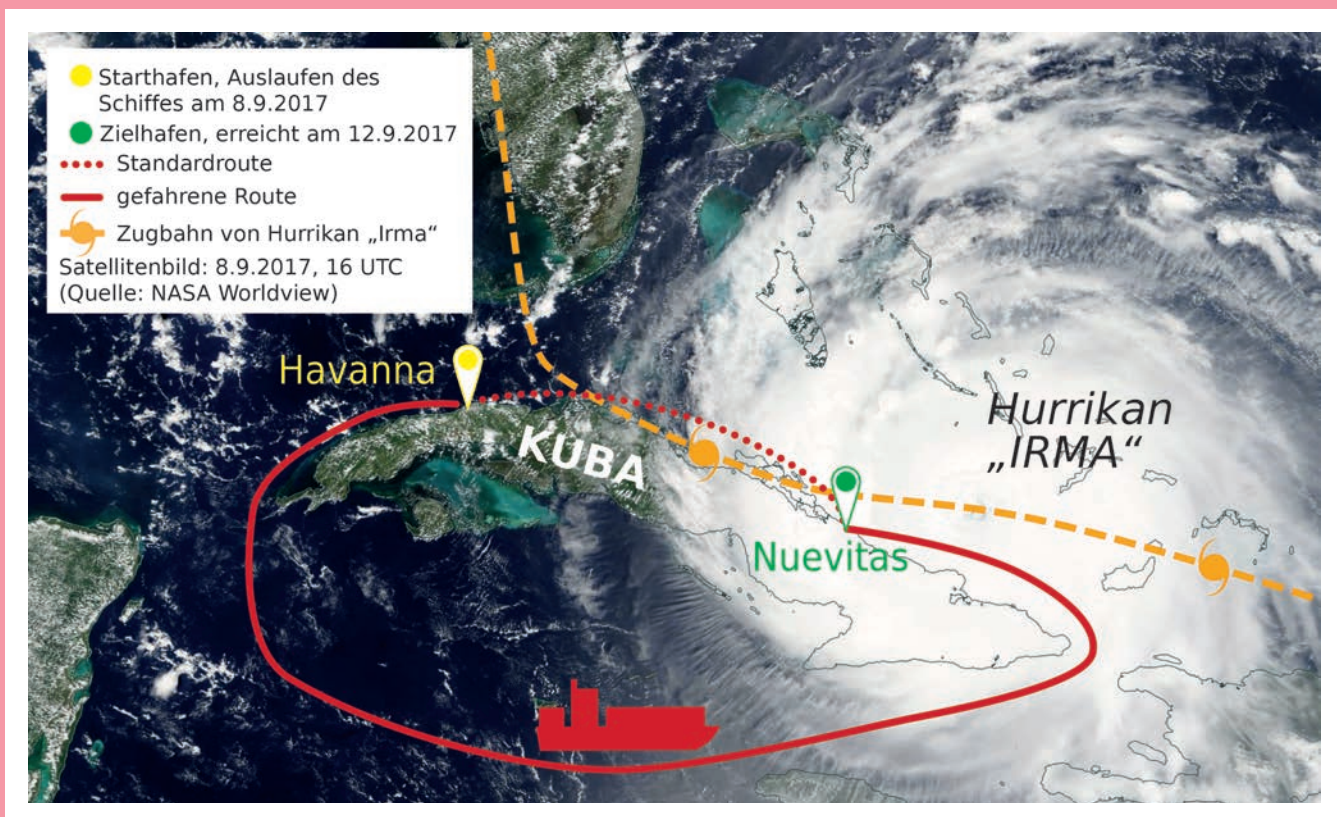 Starthafen, Auslaufen des
Schiffes am 8.9.2017
Zielhafen, erreicht am 12.9.2017
Standardroute
gefahrene Route
Zugbahn von Hurrikan „Irma“
Satellitenbild: 8.9.2017, 16 UTC
(Quelle: NASA Worldview)
Havanna
KUBA
Hurrikan
„IRMA“
Nuevitas